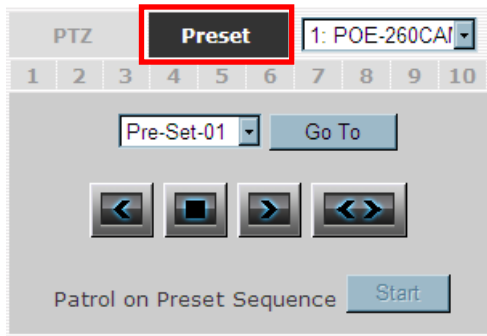 PTZ Preset 1: POE-260CAM
1 2 3 4 5 6 7 8 9 10
Pre-Set-01 Go To
Patrol on Preset Sequence Start